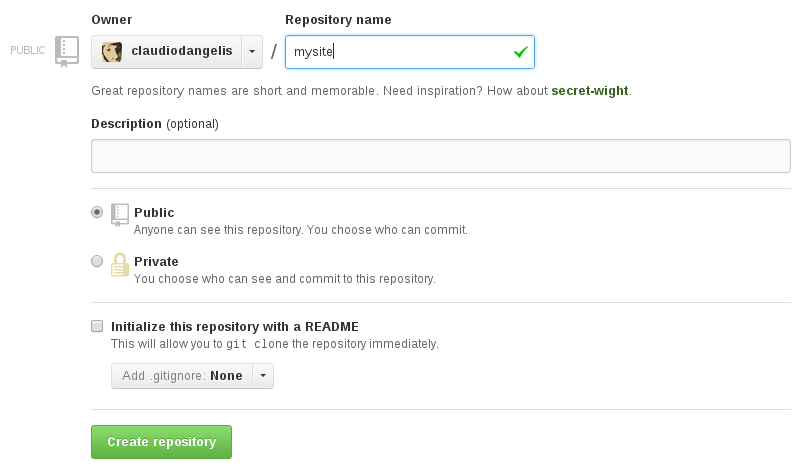 Owner Repository name
PUBLIC claudiodangelis / mysite
Great repository names are short and memorable. Need inspiration? How about secret-wight.
Description (optional)
Public
Anyone can see this repository. You choose who can commit.
Private
You choose who can see and commit to this repository.
Initialize this repository with a README
This will allow you to git clone the repository immediately.
Add .gitignore: None
Create repository